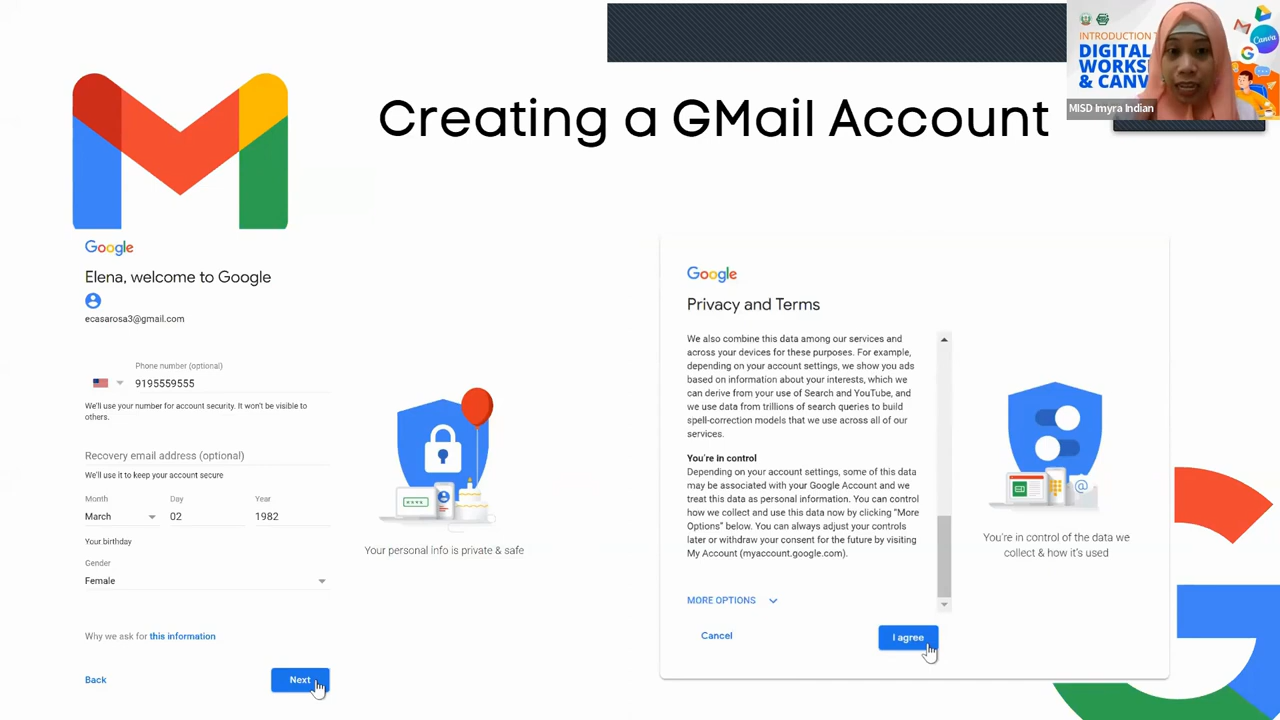 INTRODUCTION T
DIGITAL
WORKS
& CANV
Canva
MISD Imyra Indian
Creating a GMail Account
Google
Elena, welcome to Google
ecasarosa3@gmail.com
Phone number (optional)
9195559555
We'll use your number for account security. It won't be visible to
others.
Recovery email address (optional)
We'll use it to keep your account secure
Month Day Year
March 02 1982
Your birthday
Gender
Female
Why we ask for this information
Back Next
Your personal info is private & safe
Google
Privacy and Terms
We also combine this data among our services and
across your devices for these purposes. For example,
depending on your account settings, we show you ads
based on information about your interests, which we
can derive from your use of Search and YouTube, and
we use data from trillions of search queries to build
spell-correction models that we use across all of our
services.
You're in control
Depending on your account settings, some of this data
may be associated with your Google Account and we
treat this data as personal information. You can control
how we collect and use this data now by clicking "More
Options" below. You can always adjust your controls
later or withdraw your consent for the future by visiting
My Account (myaccount.google.com).
MORE OPTIONS
Cancel I agree
You're in control of the data we
collect & how it's used